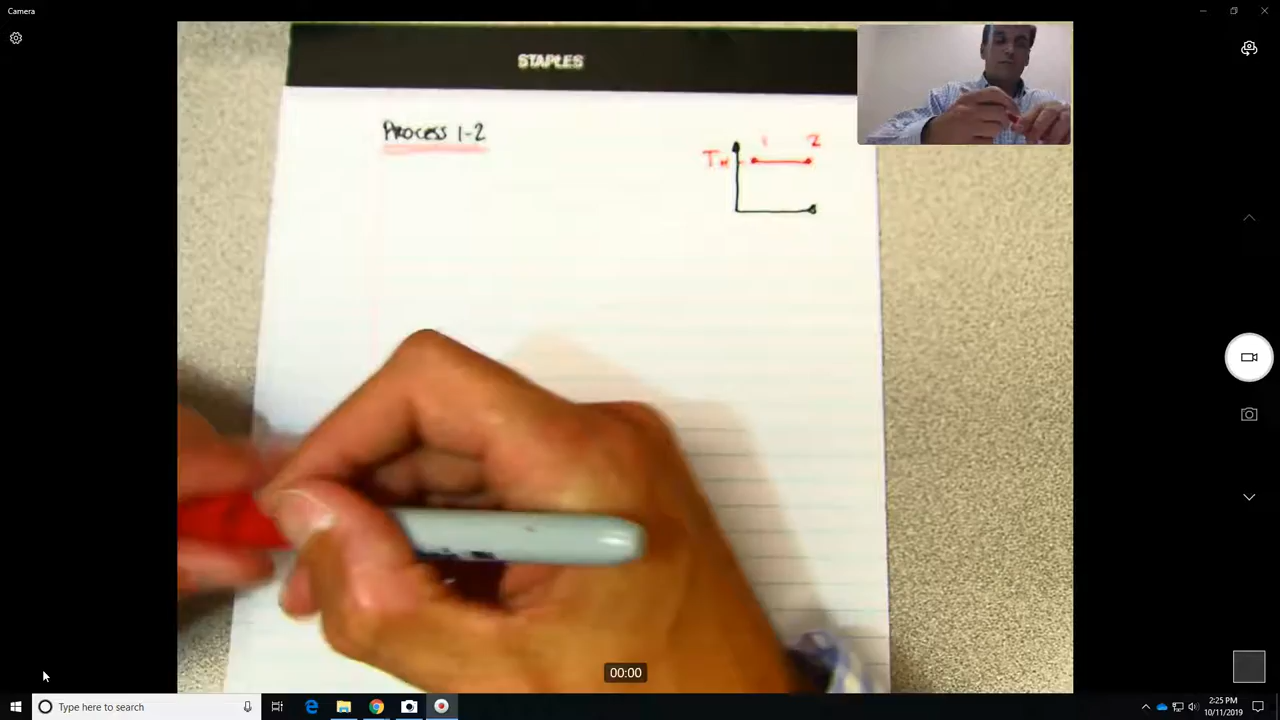 Camera
STAPLES
PROCESS 1-2
1 2
TH
00:00
Type here to search
2:25 PM
10/11/2019